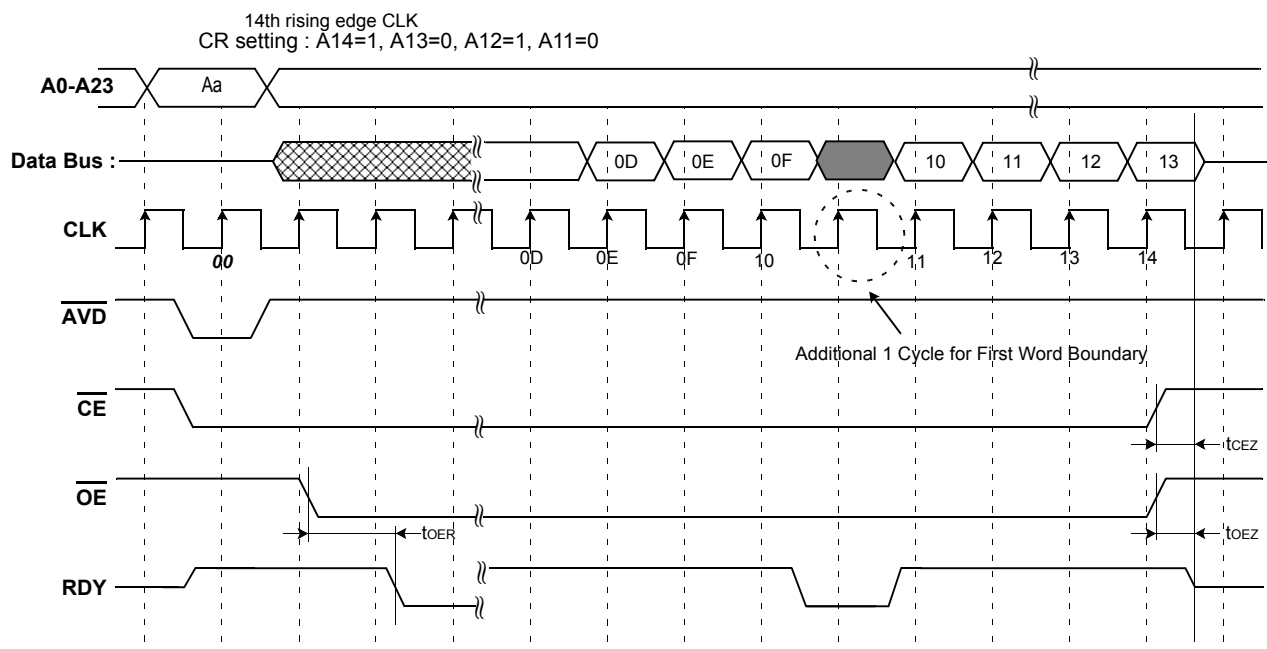 14th rising edge CLK
CR setting : A14=1, A13=0, A12=1, A11=0
A0-A23
Aa
Data Bus :
0D 0E 0F 10 11 12 13
CLK
00 0D 0E 0F 10 11 12 13 14
AVD
Additional 1 Cycle for First Word Boundary
CE
tCEZ
OE
tOER
tOEZ
RDY